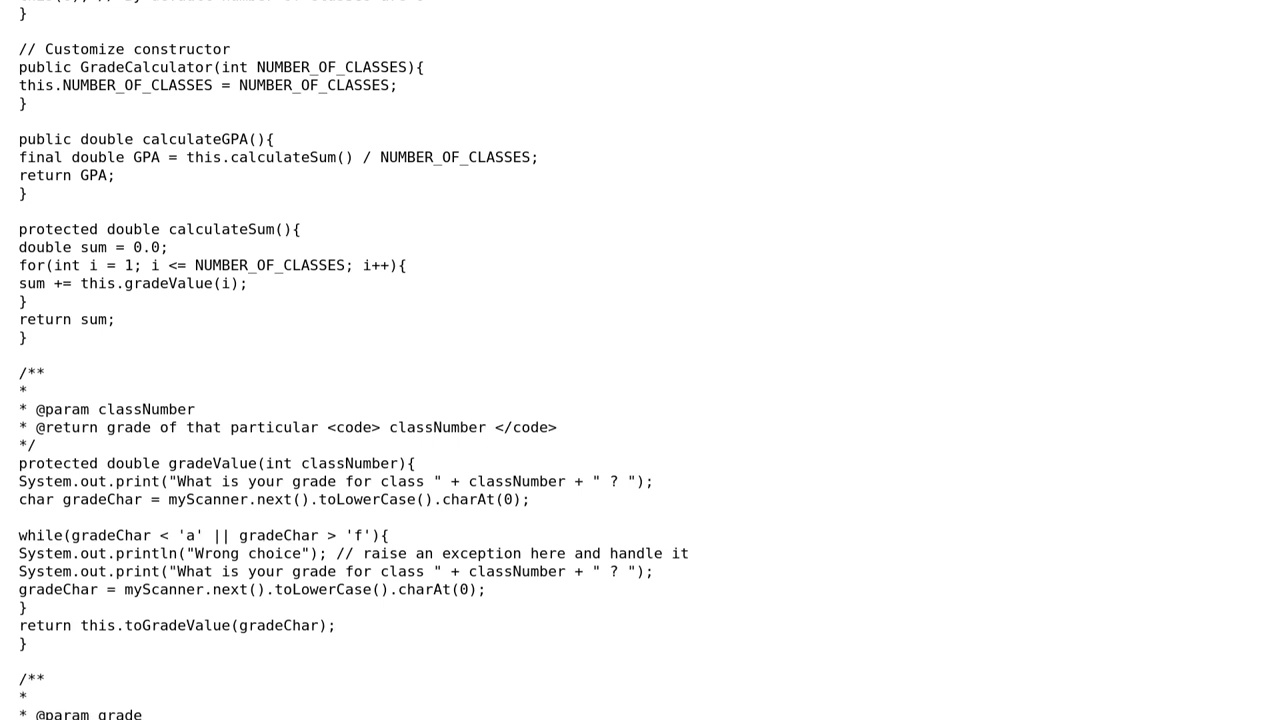 }
// Customize constructor
public GradeCalculator(int NUMBER_OF_CLASSES){
this.NUMBER_OF_CLASSES = NUMBER_OF_CLASSES;
}
public double calculateGPA(){
final double GPA = this.calculateSum() / NUMBER_OF_CLASSES;
return GPA;
}
protected double calculateSum(){
double sum = 0.0;
for(int i = 1; i <= NUMBER_OF_CLASSES; i++){
sum += this.gradeValue(i);
}
return sum;
}
/**
*
* @param classNumber
* @return grade of that particular <code> classNumber </code>
*/
protected double gradeValue(int classNumber){
System.out.print("What is your grade for class " + classNumber + " ? ");
char gradeChar = myScanner.next().toLowerCase().charAt(0);
while(gradeChar < 'a' || gradeChar > 'f'){
System.out.println("Wrong choice"); // raise an exception here and handle it
System.out.print("What is your grade for class " + classNumber + " ? ");
gradeChar = myScanner.next().toLowerCase().charAt(0);
}
return this.toGradeValue(gradeChar);
}
/**
*
* @param grade